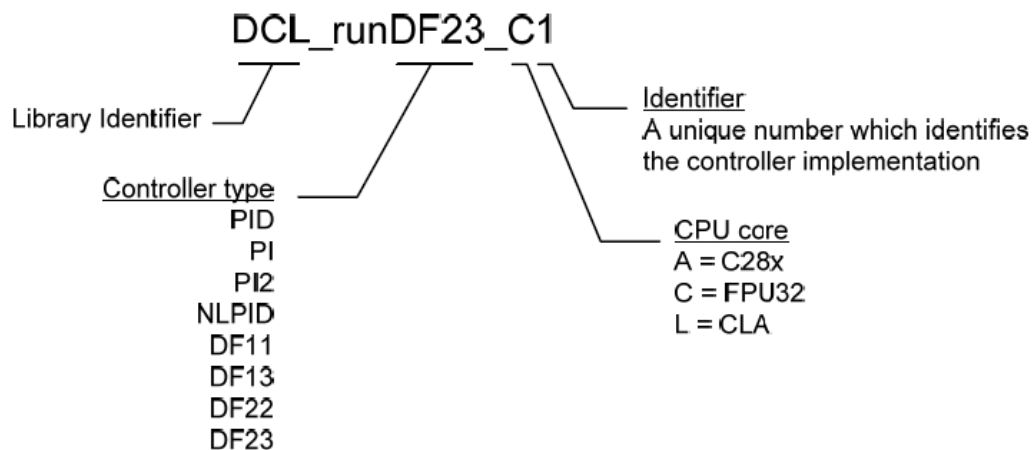 DCL_runDF23_C1
Library Identifier
Controller type
PID
PI
PI2
NLPID
DF11
DF13
DF22
DF23
Identifier
A unique number which identifies
the controller implementation
CPU core
A = C28x
C = FPU32
L = CLA